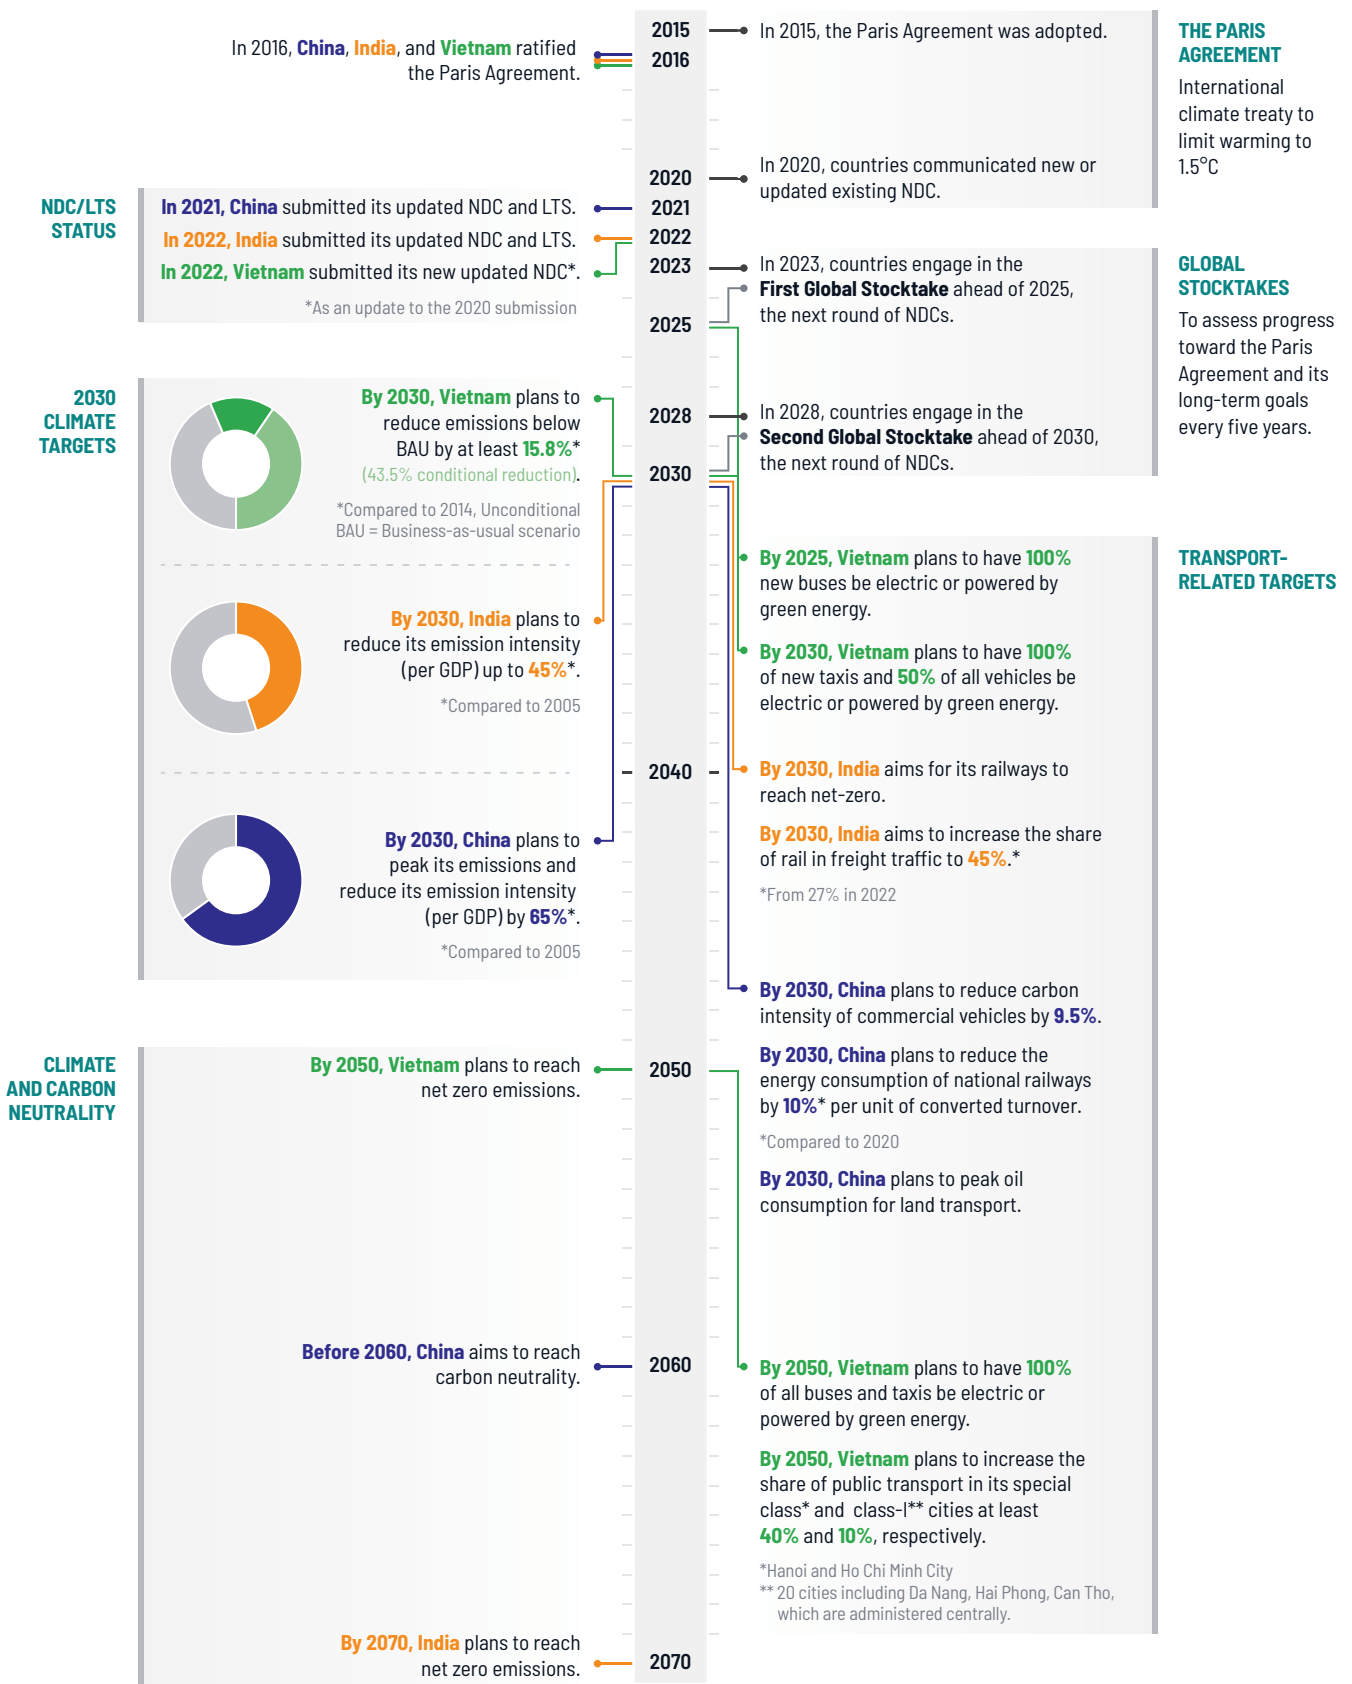 2015
In 2015, the Paris Agreement was adopted.
THE PARIS
AGREEMENT
International
climate treaty to
limit warming to
1.5°C
In 2016, China, India, and Vietnam ratified
the Paris Agreement.
2016
2020
In 2020, countries communicated new or
updated existing NDC.
NDC/LTS
STATUS
In 2021, China submitted its updated NDC and LTS.
2021
In 2022, India submitted its updated NDC and LTS.
2022
In 2022, Vietnam submitted its new updated NDC*.
*As an update to the 2020 submission
2023
In 2023, countries engage in the
First Global Stocktake ahead of 2025,
the next round of NDCs.
GLOBAL
STOCKTAKES
To assess progress
toward the Paris
Agreement and its
long-term goals
every five years.
2025
2028
In 2028, countries engage in the
Second Global Stocktake ahead of 2030,
the next round of NDCs.
2030
2030
CLIMATE
TARGETS
By 2030, Vietnam plans to
reduce emissions below
BAU by at least 15.8%*
(43.5% conditional reduction).
*Compared to 2014, Unconditional
BAU = Business-as-usual scenario
By 2030, India plans to
reduce its emission intensity
(per GDP) up to 45%*.
*Compared to 2005
By 2030, China plans to
peak its emissions and
reduce its emission intensity
(per GDP) by 65%*.
*Compared to 2005
TRANSPORT-
RELATED TARGETS
By 2025, Vietnam plans to have 100%
new buses be electric or powered by
green energy.
By 2030, Vietnam plans to have 100%
of new taxis and 50% of all vehicles be
electric or powered by green energy.
2040
By 2030, India aims for its railways to
reach net-zero.
By 2030, India aims to increase the share
of rail in freight traffic to 45%.*
*From 27% in 2022
By 2030, China plans to reduce carbon
intensity of commercial vehicles by 9.5%.
By 2030, China plans to reduce the
energy consumption of national railways
by 10%* per unit of converted turnover.
*Compared to 2020
By 2030, China plans to peak oil
consumption for land transport.
CLIMATE
AND CARBON
NEUTRALITY
By 2050, Vietnam plans to reach
net zero emissions.
2050
Before 2060, China aims to reach
carbon neutrality.
2060
By 2050, Vietnam plans to have 100%
of all buses and taxis be electric or
powered by green energy.
By 2050, Vietnam plans to increase the
share of public transport in its special
class* and class-I** cities at least
40% and 10%, respectively.
*Hanoi and Ho Chi Minh City
** 20 cities including Da Nang, Hai Phong, Can Tho,
which are administered centrally.
By 2070, India plans to reach
net zero emissions.
2070